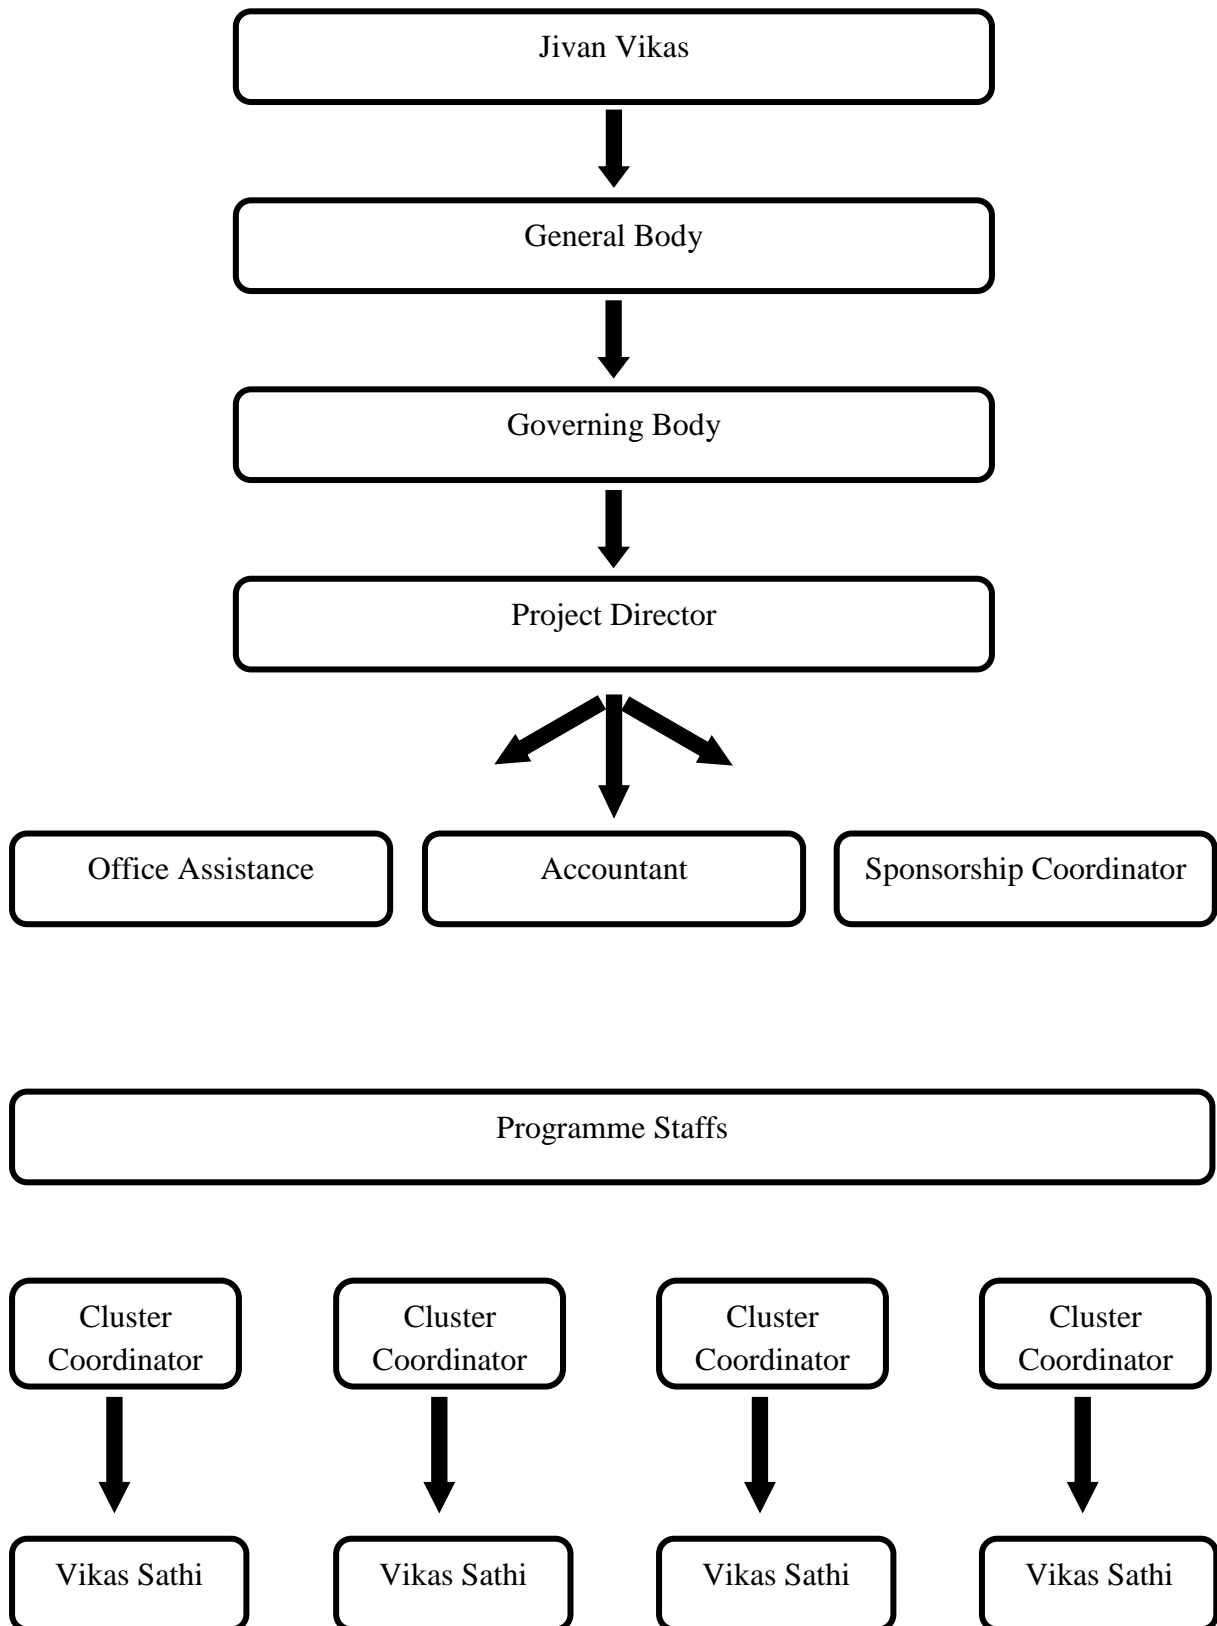 Jivan Vikas
General Body
Governing Body
Project Director
Office Assistance
Accountant
Sponsorship Coordinator
Programme Staffs
Cluster
Coordinator
Cluster
Coordinator
Cluster
Coordinator
Cluster
Coordinator
Vikas Sathi
Vikas Sathi
Vikas Sathi
Vikas Sathi